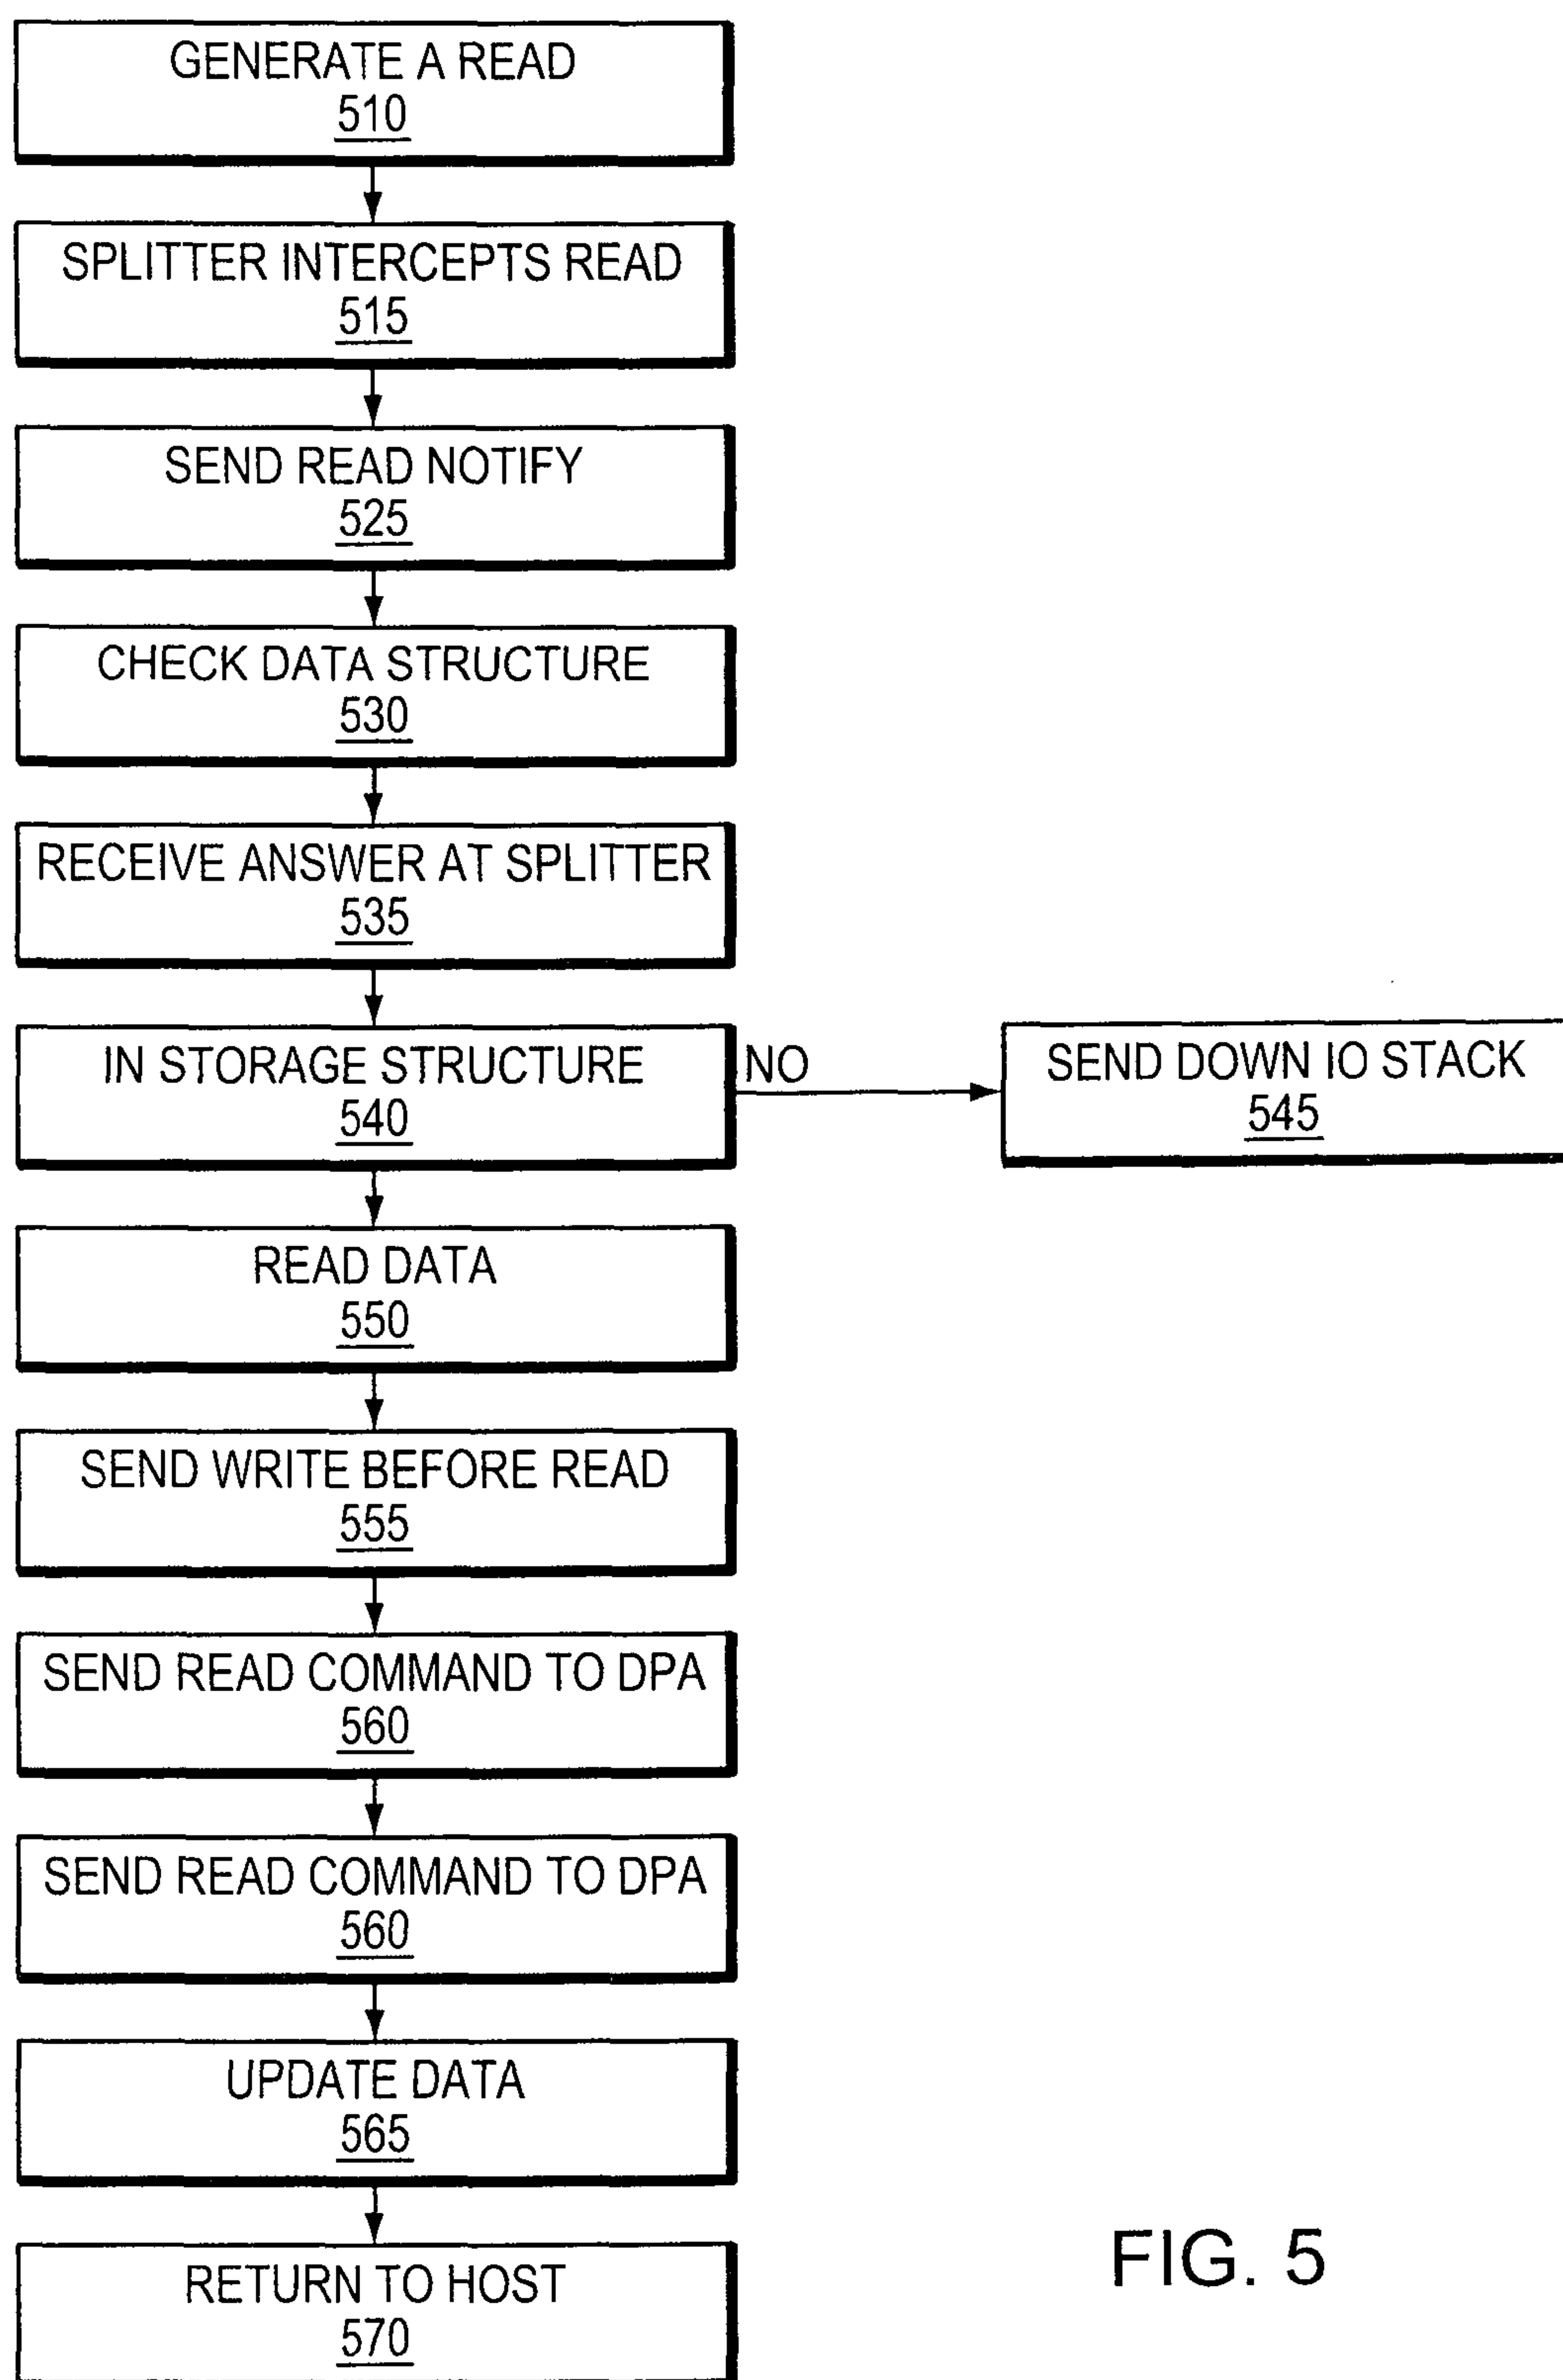 GENERATE A READ
510
SPLITTER INTERCEPTS READ
515
SEND READ NOTIFY
525
CHECK DATA STRUCTURE
530
RECEIVE ANSWER AT SPLITTER
535
IN STORAGE STRUCTURE
540
NO
SEND DOWN IO STACK
545
READ DATA
550
SEND WRITE BEFORE READ
555
SEND READ COMMAND TO DPA
560
SEND READ COMMAND TO DPA
560
UPDATE DATA
565
RETURN TO HOST
570
FIG. 5